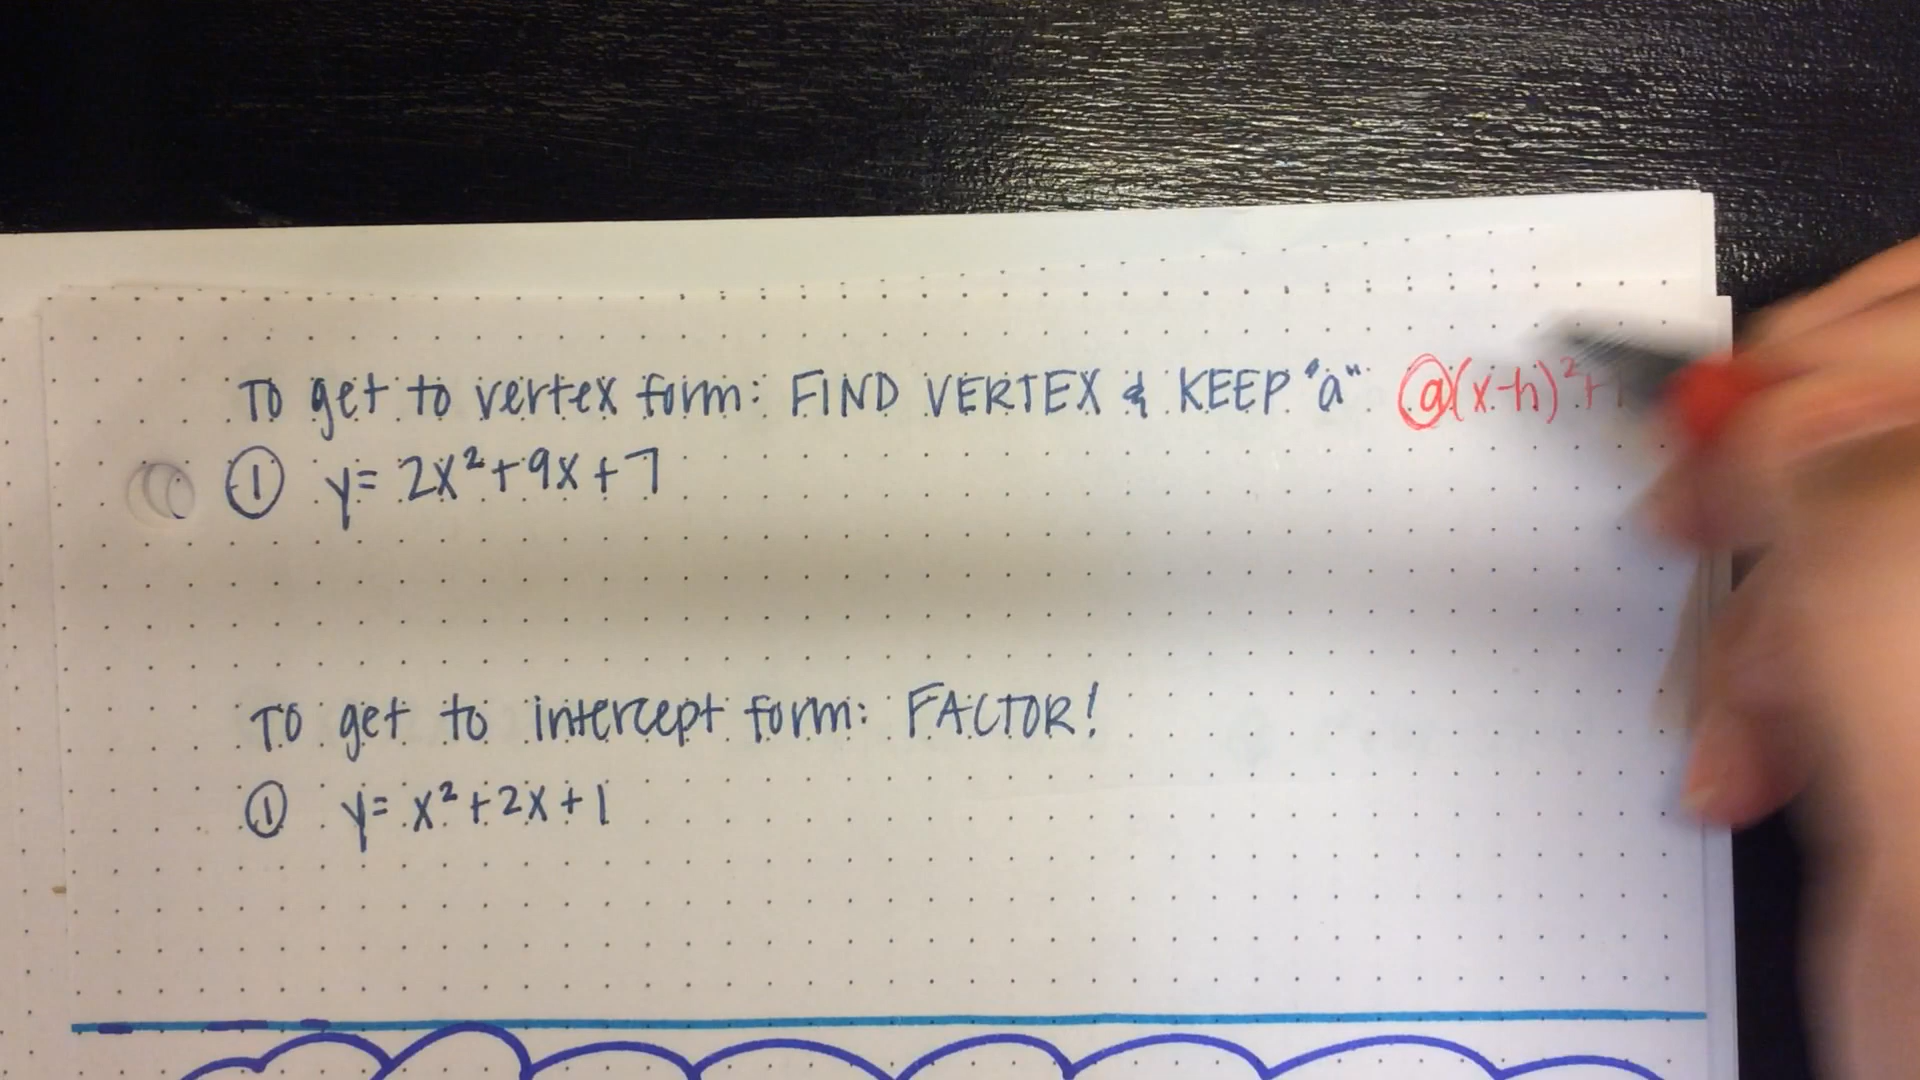 To get to vertex form: FIND VERTEX & KEEP "a" a(x-h)²+
① y= 2x²+9x+7
To get to intercept form: FACTOR!
① y= x²+2x+1